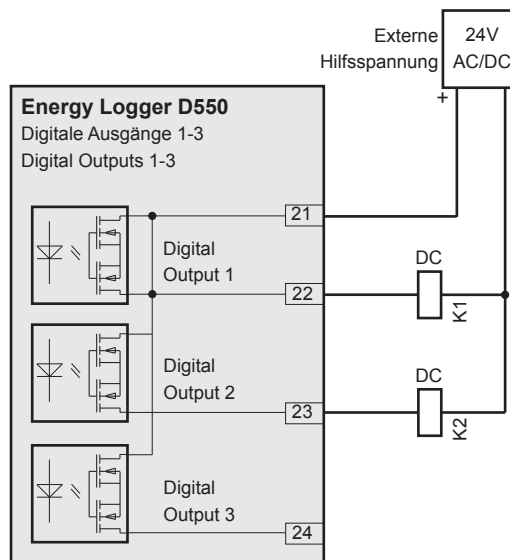 Externe
Hilfsspannung
24V
AC/DC
+
Energy Logger D550
Digitale Ausgänge 1-3
Digital Outputs 1-3
21
Digital
Output 1
DC
22
K1
Digital
Output 2
DC
23
K2
Digital
Output 3
24